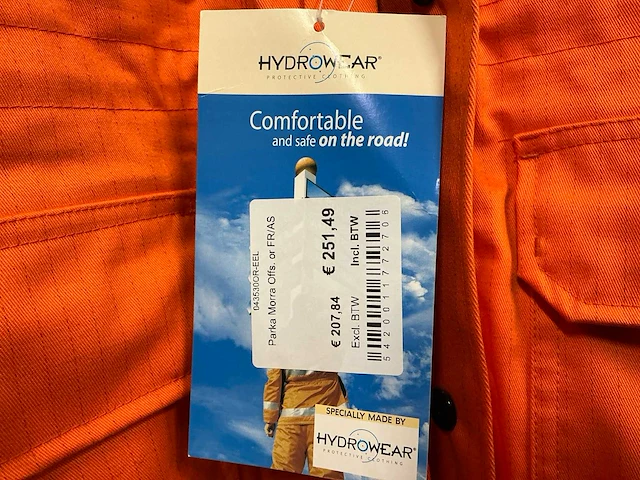 HYDROWEAR®
PROTECTIVE CLOTHING
Comfortable
and safe on the road!
043530OR-EEL
Parka Morra Offs. or FR/AS
€ 207,84 € 251,49
Excl. BTW Incl. BTW
5420011772706
SPECIALLY MADE BY
HYDROWEAR®
PROTECTIVE CLOTHING